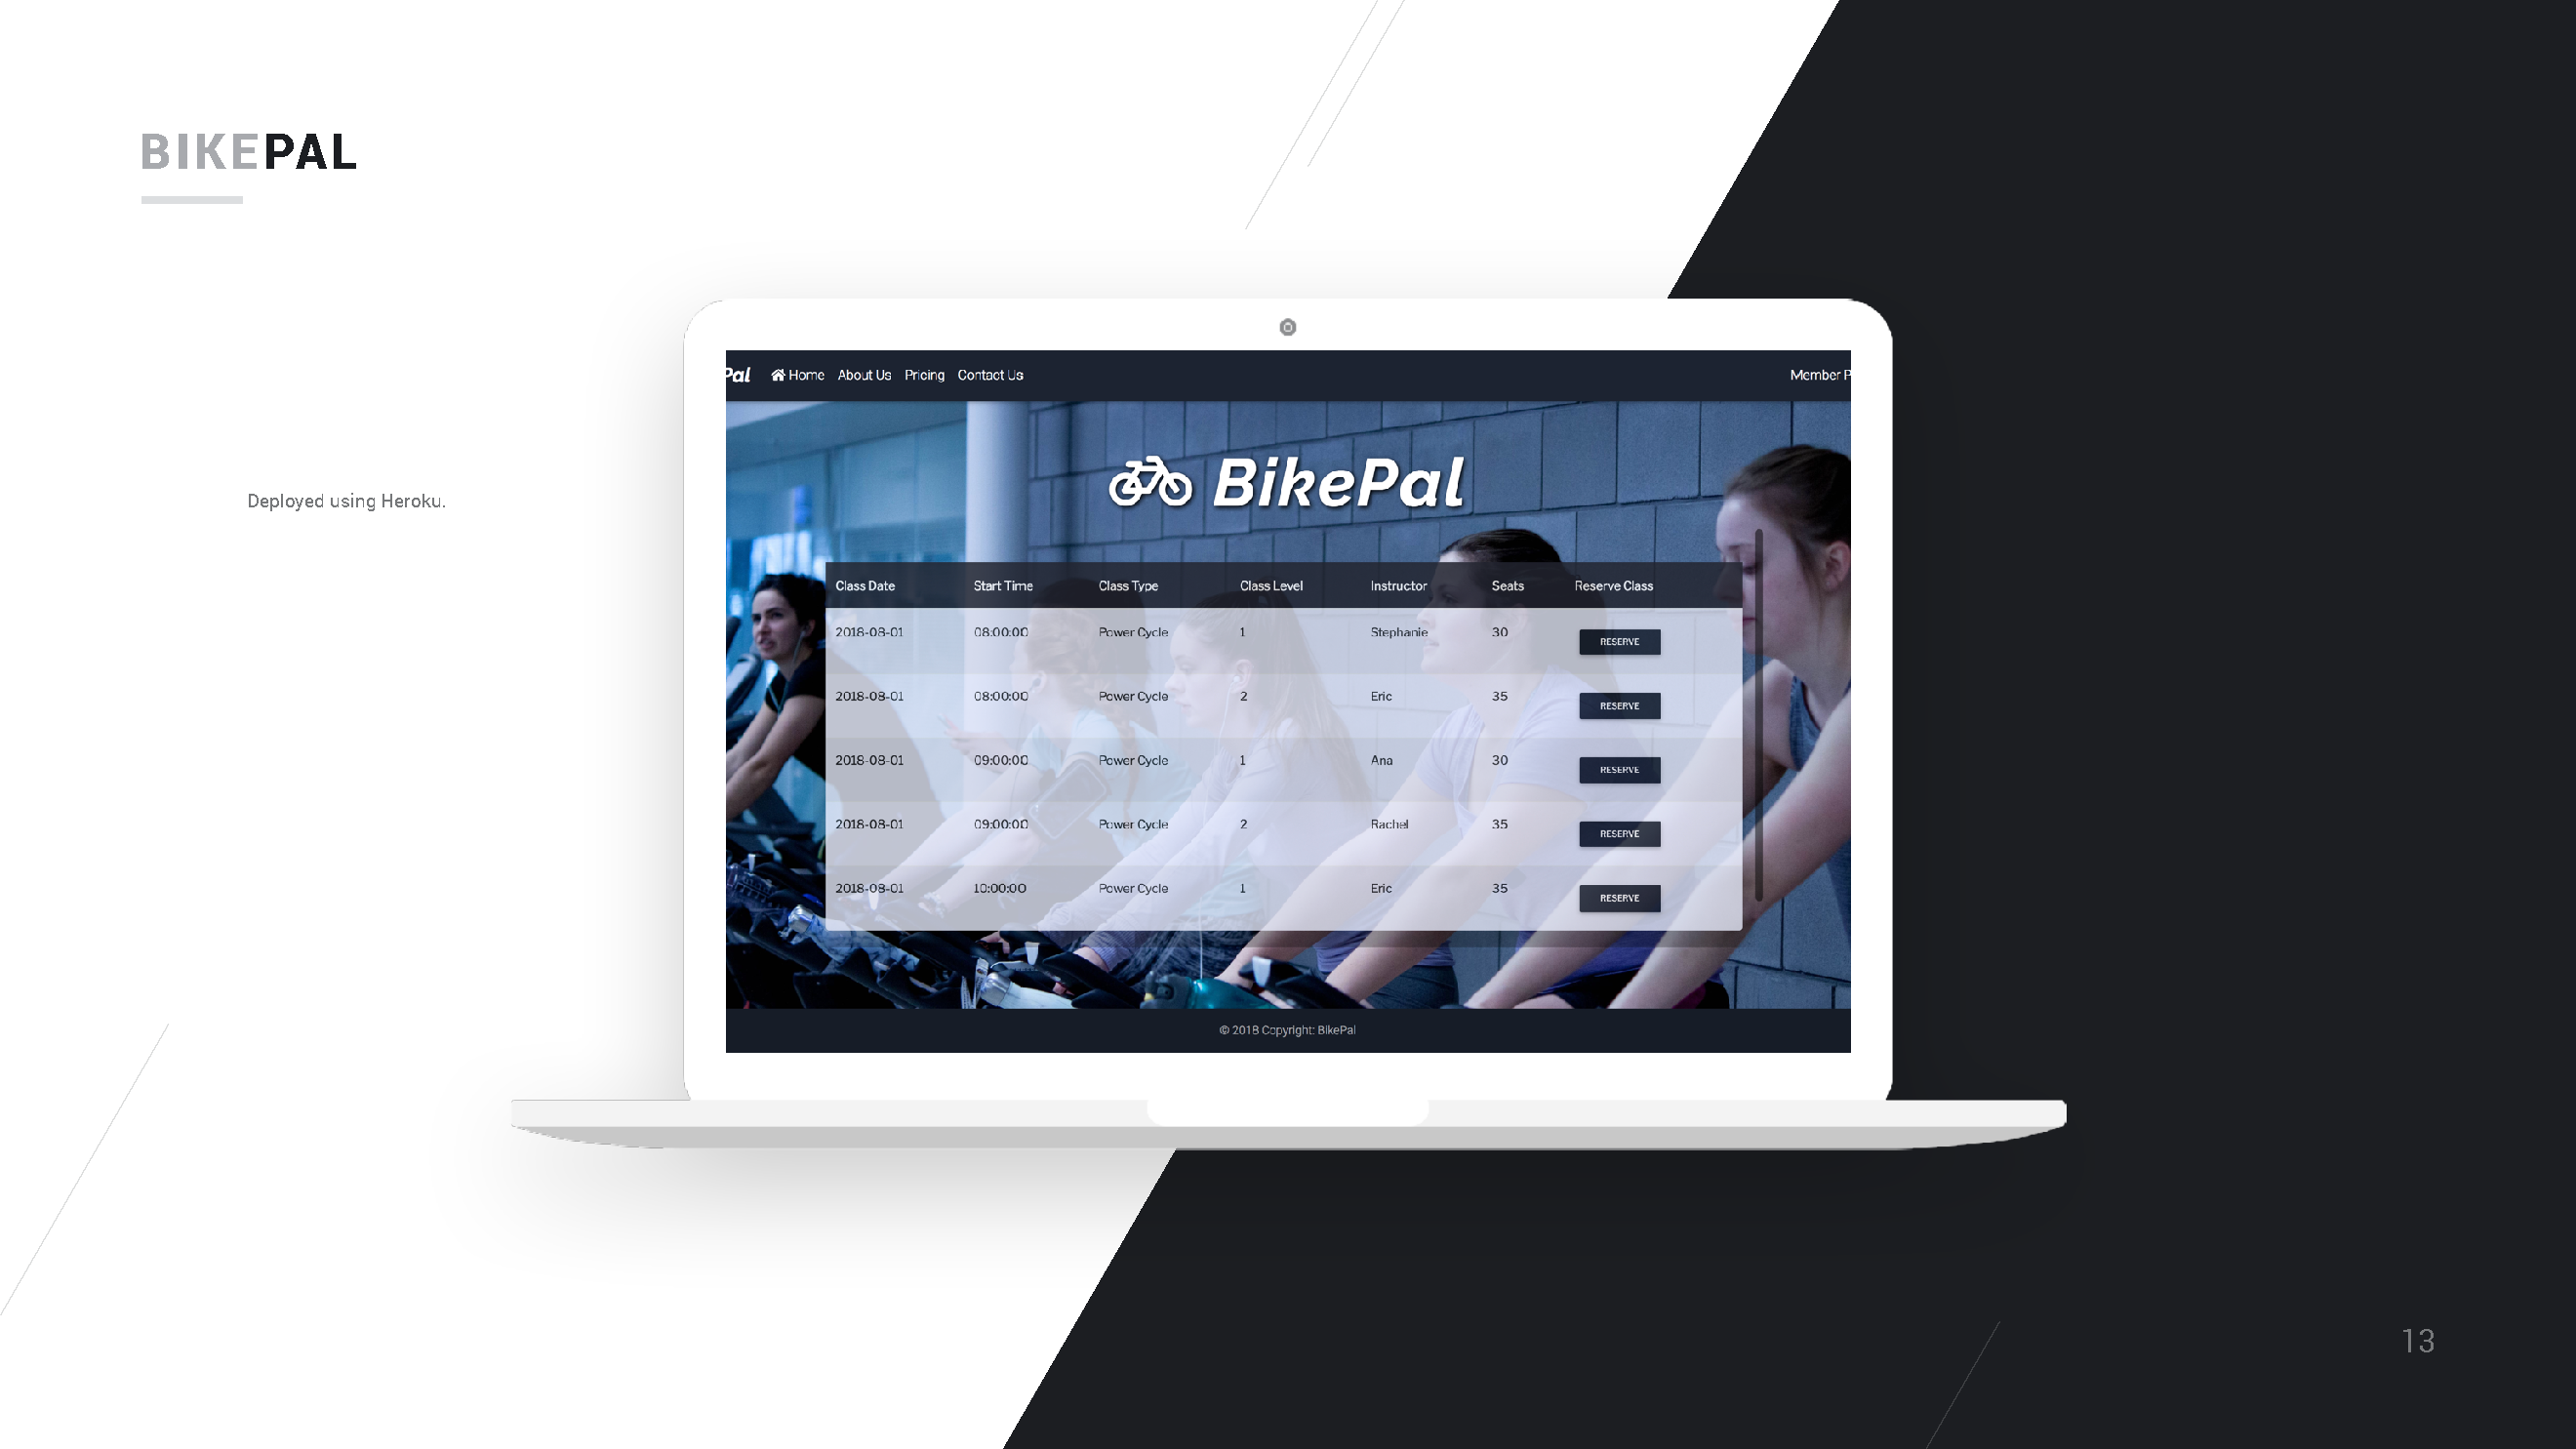 BIKEPAL
Deployed using Heroku.
Pal Home About Us Pricing Contact Us Member P
BikePal
Class Date Start Time Class Type Class Level Instructor Seats Reserve Class
2018-08-01 08:00:00 Power Cycle 1 Stephanie 30 RESERVE
2018-08-01 08:00:00 Power Cycle 2 Eric 35 RESERVE
2018-08-01 09:00:00 Power Cycle 1 Ana 30 RESERVE
2018-08-01 09:00:00 Power Cycle 2 Rachel 35 RESERVE
2018-08-01 10:00:00 Power Cycle 1 Eric 35 RESERVE
© 2018 Copyright: BikePal
13